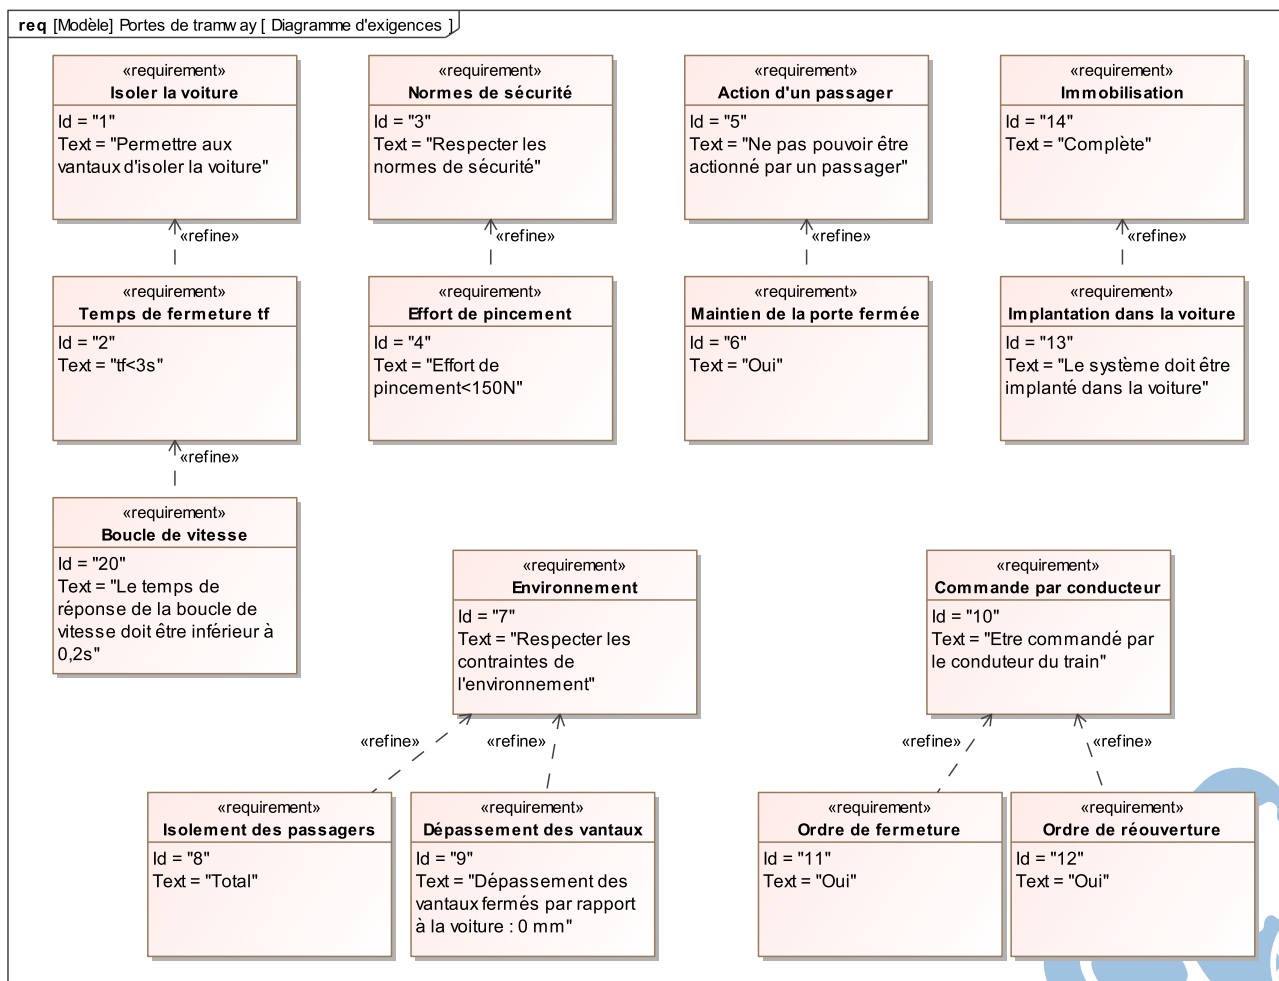 req [Modèle] Portes de tramway [ Diagramme d'exigences ]
«requirement»
Isoler la voiture
Id = "1"
Text = "Permettre aux
vantaux d'isoler la voiture"
«requirement»
Normes de sécurité
Id = "3"
Text = "Respecter les
normes de sécurité"
«requirement»
Action d'un passager
Id = "5"
Text = "Ne pas pouvoir être
actionné par un passager"
«requirement»
Immobilisation
Id = "14"
Text = "Complète"
«refine»
«refine»
«refine»
«refine»
«requirement»
Temps de fermeture tf
Id = "2"
Text = "tf<3s"
«requirement»
Effort de pincement
Id = "4"
Text = "Effort de
pincement<150N"
«requirement»
Maintien de la porte fermée
Id = "6"
Text = "Oui"
«requirement»
Implantation dans la voiture
Id = "13"
Text = "Le système doit être
implanté dans la voiture"
«refine»
«requirement»
Boucle de vitesse
Id = "20"
Text = "Le temps de
réponse de la boucle de
vitesse doit être inférieur à
0,2s"
«requirement»
Environnement
Id = "7"
Text = "Respecter les
contraintes de
l'environnement"
«requirement»
Commande par conducteur
Id = "10"
Text = "Etre commandé par
le conduteur du train"
«refine»
«refine»
«refine»
«refine»
«requirement»
Isolement des passagers
Id = "8"
Text = "Total"
«requirement»
Dépassement des vantaux
Id = "9"
Text = "Dépassement des
vantaux fermés par rapport
à la voiture : 0 mm"
«requirement»
Ordre de fermeture
Id = "11"
Text = "Oui"
«requirement»
Ordre de réouverture
Id = "12"
Text = "Oui"